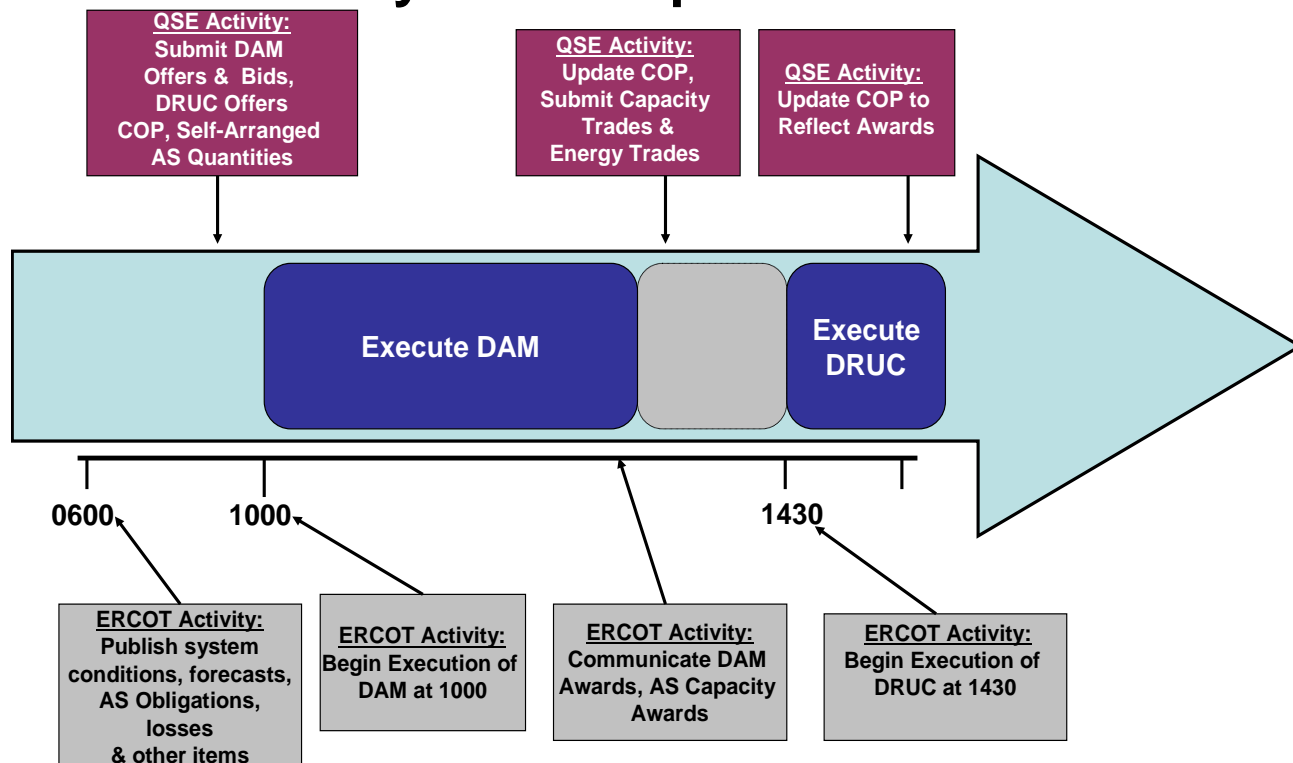 QSE Activity:
Submit DAM
Offers & Bids,
DRUC Offers
COP, Self-Arranged
AS Quantities
QSE Activity:
Update COP,
Submit Capacity
Trades &
Energy Trades
QSE Activity:
Update COP to
Reflect Awards
Execute DAM
Execute
DRUC
0600
1000
1430
ERCOT Activity:
Publish system
conditions, forecasts,
AS Obligations,
losses
& other items
ERCOT Activity:
Begin Execution of
DAM at 1000
ERCOT Activity:
Communicate DAM
Awards, AS Capacity
Awards
ERCOT Activity:
Begin Execution of
DRUC at 1430